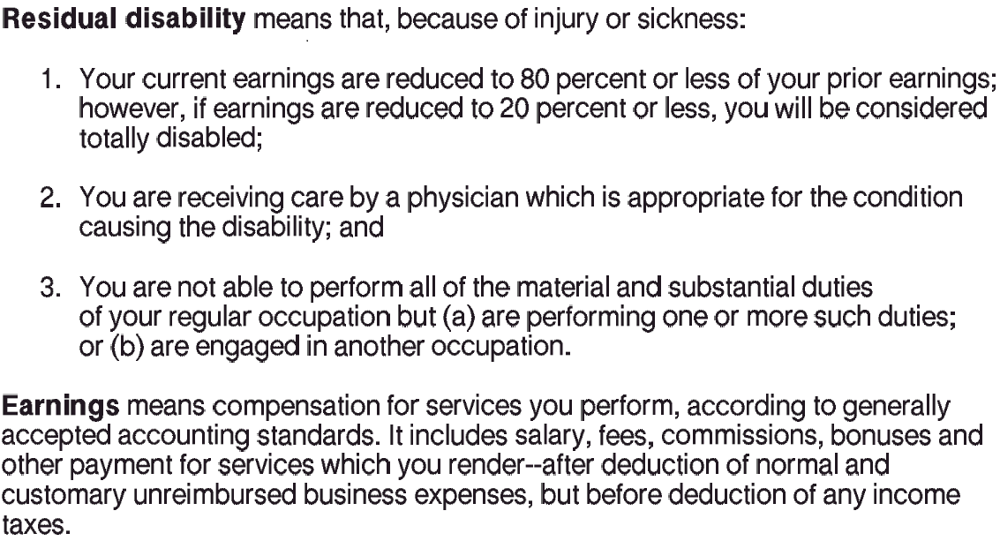 Residual disability means that, because of injury or sickness:
1. Your current earnings are reduced to 80 percent or less of your prior earnings;
however, if earnings are reduced to 20 percent or less, you will be considered
totally disabled;
2. You are receiving care by a physician which is appropriate for the condition
causing the disability; and
3. You are not able to perform all of the material and substantial duties
of your regular occupation but (a) are performing one or more such duties;
or (b) are engaged in another occupation.
Earnings means compensation for services you perform, according to generally
accepted accounting standards. It includes salary, fees, commissions, bonuses and
other payment for services which you render--after deduction of normal and
customary unreimbursed business expenses, but before deduction of any income
taxes.